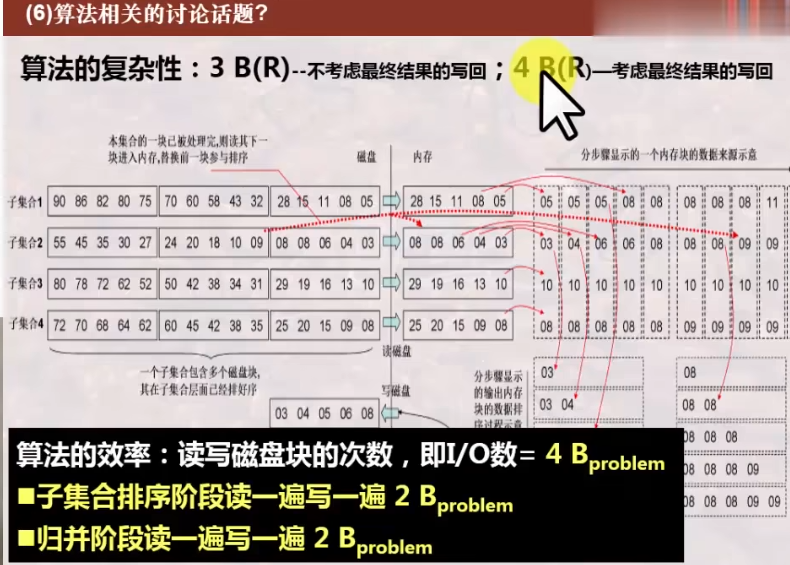 (6)算法相关的讨论话题?
算法的复杂性：3 B(R)--不考虑最终结果的写回；4 B(R)—考虑最终结果的写回
本集合的一块已被处理完,则读其下一
块进入内存,替换前一块参与排序
磁盘 内存
分步骤显示的一个内存块的数据来源示意
子集合1 90 86 82 80 75 70 60 58 43 32 28 15 11 08 05 28 15 11 08 05 05 05 05 08 08 08 08 08 11
子集合2 55 45 35 30 27 24 20 18 10 09 08 08 06 04 03 08 08 06 04 03 03 04 06 06 08 08 08 09 09
子集合3 80 78 72 62 52 50 42 38 34 31 29 19 16 13 10 29 19 16 13 10 10 10 10 10 10 10 10 10 10
子集合4 72 70 68 64 62 60 45 42 38 35 25 20 15 09 08 25 20 15 09 08 08 08 08 08 08 09 09 09 09
读磁盘
一个子集合包含多个磁盘块,
其在子集合层面已经排好序
写磁盘
03 04 05 06 08
分步骤显示
的输出内存
块的数据排
序过程示意
03
03 04
08
08 08
08 08 08
08 08 08 09
08 08 08 09 09
算法的效率：读写磁盘块的次数，即I/O数= 4 Bproblem
■子集合排序阶段读一遍写一遍 2 Bproblem
■归并阶段读一遍写一遍 2 Bproblem